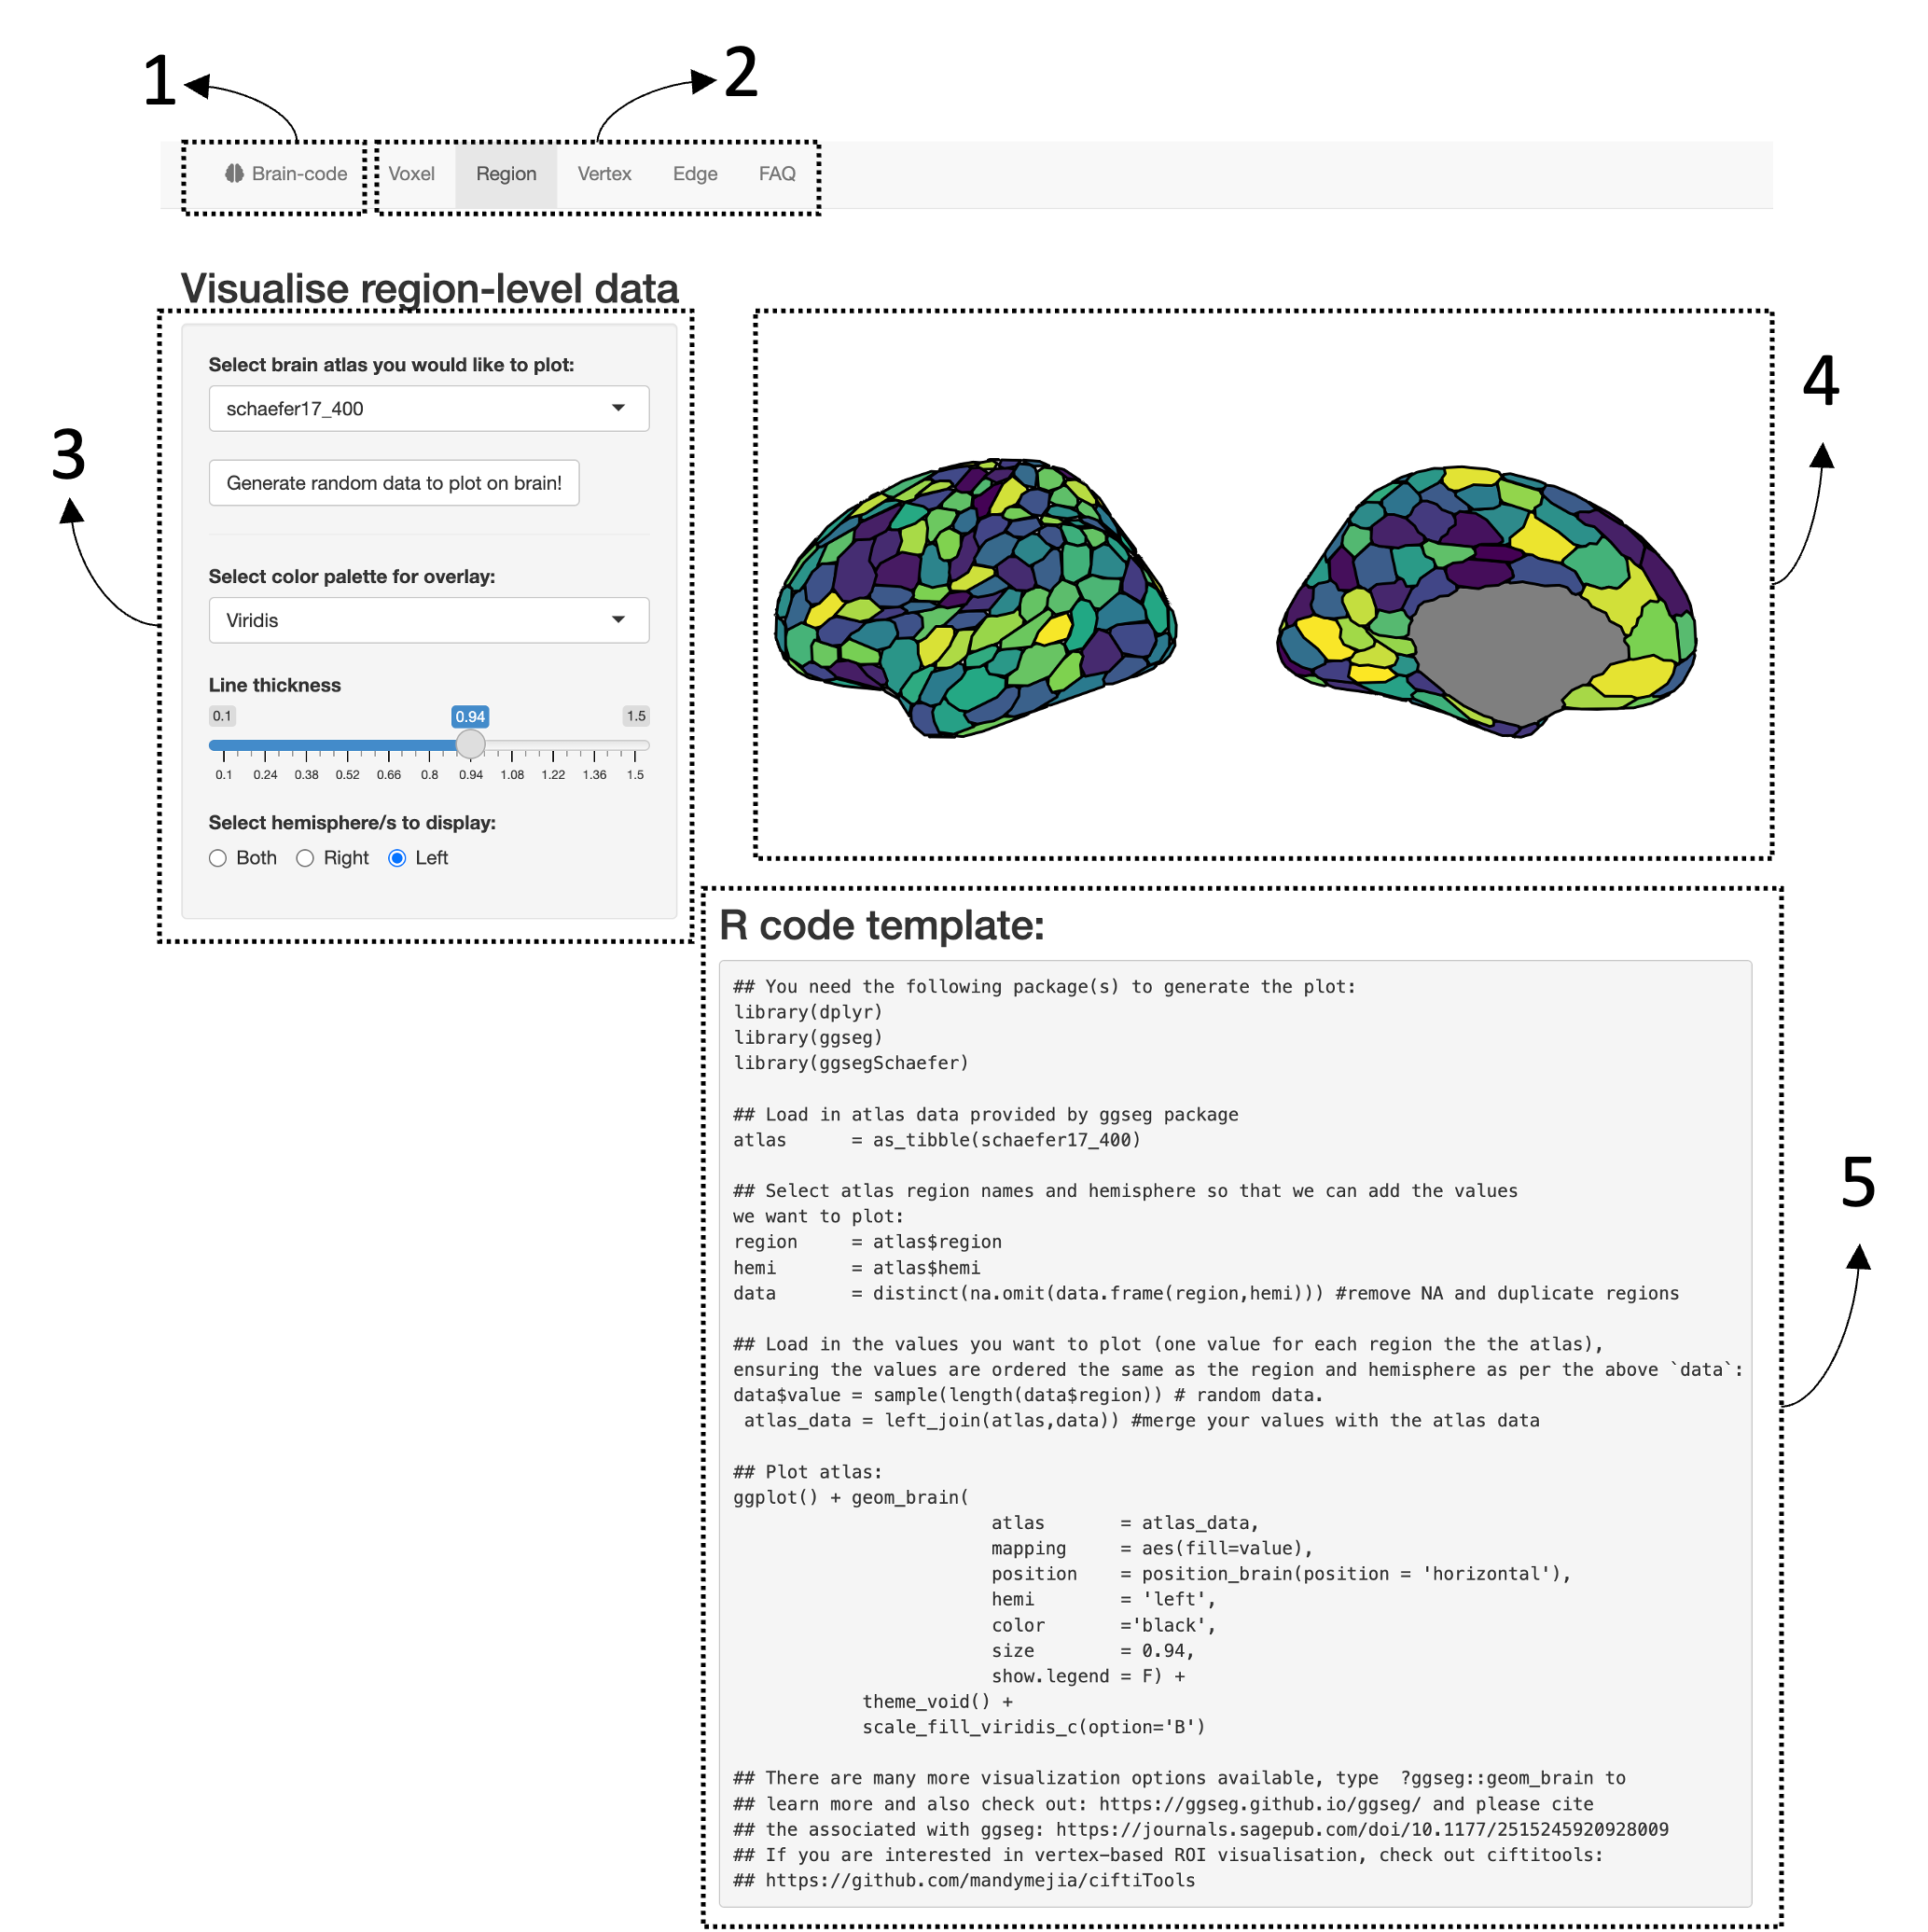 1
2
Brain-code Voxel Region Vertex Edge FAQ
Visualise region-level data
3
Select brain atlas you would like to plot:
schaefer17_400
Generate random data to plot on brain!
Select color palette for overlay:
Viridis
Line thickness
0.1 0.94 1.5
0.1 0.24 0.38 0.52 0.66 0.8 0.94 1.08 1.22 1.36 1.5
Select hemisphere/s to display:
Both Right Left
4
R code template:
## You need the following package(s) to generate the plot:
library(dplyr)
library(ggseg)
library(ggsegSchaefer)
## Load in atlas data provided by ggseg package
atlas      = as_tibble(schaefer17_400)
## Select atlas region names and hemisphere so that we can add the values
we want to plot:
region     = atlas$region
hemi       = atlas$hemi
data       = distinct(na.omit(data.frame(region,hemi))) #remove NA and duplicate regions
## Load in the values you want to plot (one value for each region the the atlas),
ensuring the values are ordered the same as the region and hemisphere as per the above `data`:
data$value = sample(length(data$region)) # random data.
 atlas_data = left_join(atlas,data)) #merge your values with the atlas data
## Plot atlas:
ggplot() + geom_brain(
atlas       = atlas_data,
mapping     = aes(fill=value),
position    = position_brain(position = 'horizontal'),
hemi        = 'left',
color       ='black',
size        = 0.94,
show.legend = F) +
theme_void() +
scale_fill_viridis_c(option='B')
## There are many more visualization options available, type  ?ggseg::geom_brain to
## learn more and also check out: https://ggseg.github.io/ggseg/ and please cite
## the associated with ggseg: https://journals.sagepub.com/doi/10.1177/2515245920928009
## If you are interested in vertex-based ROI visualisation, check out ciftitools:
## https://github.com/mandymejia/ciftiTools
5